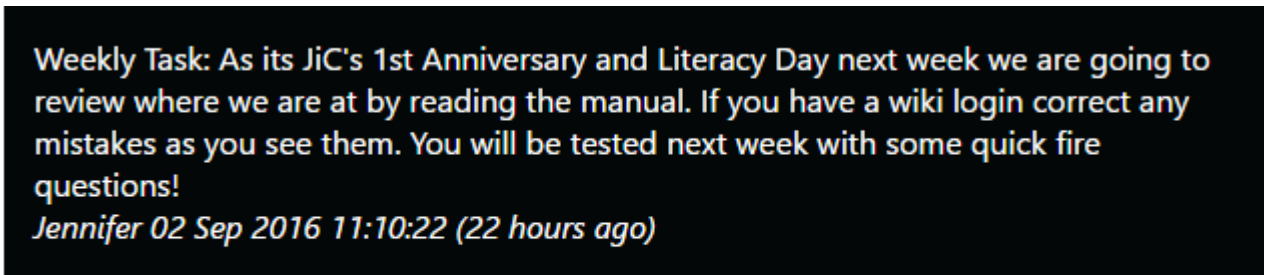 Weekly Task: As its JiC's 1st Anniversary and Literacy Day next week we are going to
review where we are at by reading the manual. If you have a wiki login correct any
mistakes as you see them. You will be tested next week with some quick fire
questions!
Jennifer 02 Sep 2016 11:10:22 (22 hours ago)